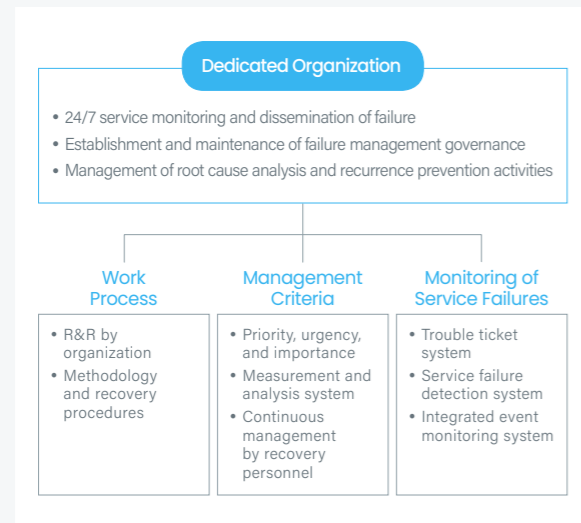 Dedicated Organization
• 24/7 service monitoring and dissemination of failure
• Establishment and maintenance of failure management governance
• Management of root cause analysis and recurrence prevention activities
Work
Process
• R&R by
organization
• Methodology
and recovery
procedures
Management
Criteria
• Priority, urgency,
and importance
• Measurement and
analysis system
• Continuous
management
by recovery
personnel
Monitoring of
Service Failures
• Trouble ticket
system
• Service failure
detection system
• Integrated event
monitoring system